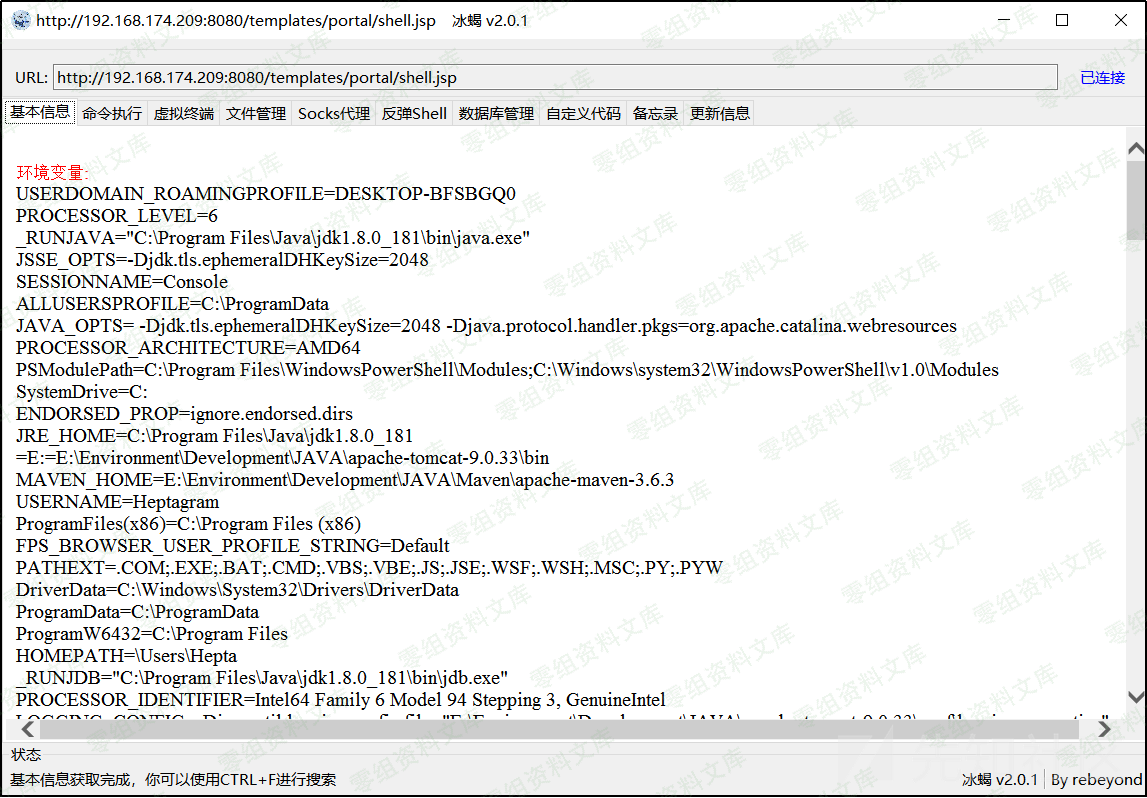 http://192.168.174.209:8080/templates/portal/shell.jsp 冰蝎 v2.0.1
URL: http://192.168.174.209:8080/templates/portal/shell.jsp 已连接
基本信息 命令执行 虚拟终端 文件管理 Socks代理 反弹Shell 数据库管理 自定义代码 备忘录 更新信息
环境变量:
USERDOMAIN_ROAMINGPROFILE=DESKTOP-BFSBGQ0
PROCESSOR_LEVEL=6
_RUNJAVA="C:\Program Files\Java\jdk1.8.0_181\bin\java.exe"
JSSE_OPTS=-Djdk.tls.ephemeralDHKeySize=2048
SESSIONNAME=Console
ALLUSERSPROFILE=C:\ProgramData
JAVA_OPTS= -Djdk.tls.ephemeralDHKeySize=2048 -Djava.protocol.handler.pkgs=org.apache.catalina.webresources
PROCESSOR_ARCHITECTURE=AMD64
PSModulePath=C:\Program Files\WindowsPowerShell\Modules;C:\Windows\system32\WindowsPowerShell\v1.0\Modules
SystemDrive=C:
ENDORSED_PROP=ignore.endorsed.dirs
JRE_HOME=C:\Program Files\Java\jdk1.8.0_181
=E:=E:\Environment\Development\JAVA\apache-tomcat-9.0.33\bin
MAVEN_HOME=E:\Environment\Development\JAVA\Maven\apache-maven-3.6.3
USERNAME=Heptagram
ProgramFiles(x86)=C:\Program Files (x86)
FPS_BROWSER_USER_PROFILE_STRING=Default
PATHEXT=.COM;.EXE;.BAT;.CMD;.VBS;.VBE;.JS;.JSE;.WSF;.WSH;.MSC;.PY;.PYW
DriverData=C:\Windows\System32\Drivers\DriverData
ProgramData=C:\ProgramData
ProgramW6432=C:\Program Files
HOMEPATH=\Users\Hepta
_RUNJDB="C:\Program Files\Java\jdk1.8.0_181\bin\jdb.exe"
PROCESSOR_IDENTIFIER=Intel64 Family 6 Model 94 Stepping 3, GenuineIntel
状态
基本信息获取完成，你可以使用CTRL+F进行搜索 冰蝎 v2.0.1 By rebeyond
零组资料文库